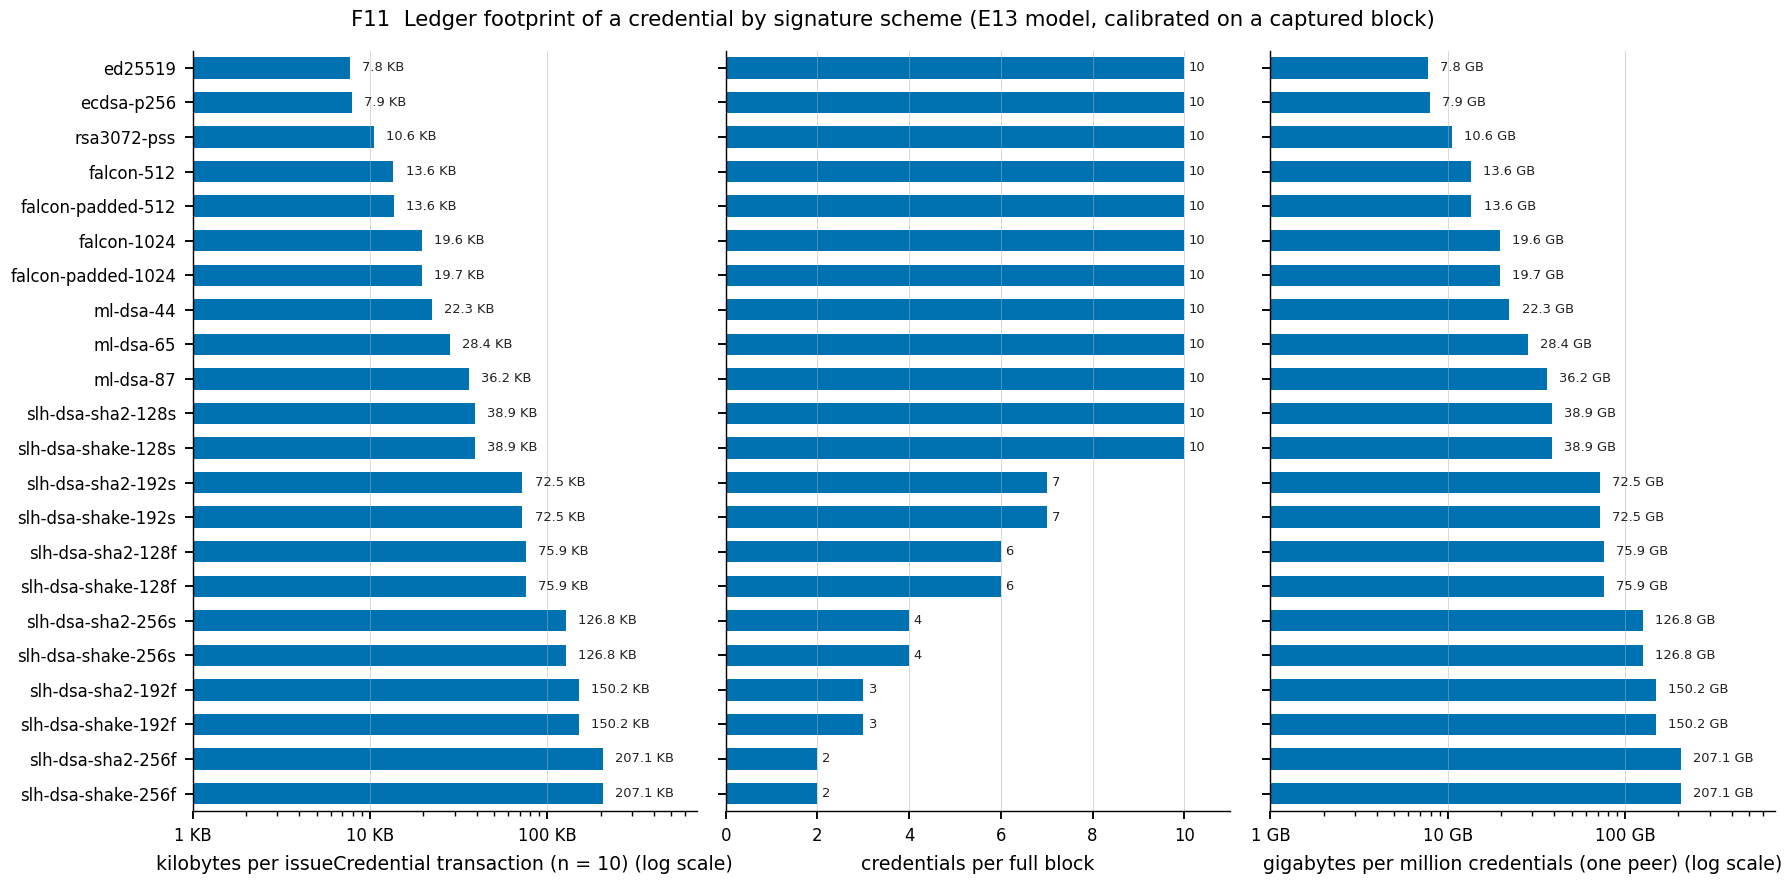 F11  Ledger footprint of a credential by signature scheme (E13 model, calibrated on a captured block)
ed25519 7.8 KB 10 7.8 GB
ecdsa-p256 7.9 KB 10 7.9 GB
rsa3072-pss 10.6 KB 10 10.6 GB
falcon-512 13.6 KB 10 13.6 GB
falcon-padded-512 13.6 KB 10 13.6 GB
falcon-1024 19.6 KB 10 19.6 GB
falcon-padded-1024 19.7 KB 10 19.7 GB
ml-dsa-44 22.3 KB 10 22.3 GB
ml-dsa-65 28.4 KB 10 28.4 GB
ml-dsa-87 36.2 KB 10 36.2 GB
slh-dsa-sha2-128s 38.9 KB 10 38.9 GB
slh-dsa-shake-128s 38.9 KB 10 38.9 GB
slh-dsa-sha2-192s 72.5 KB 7 72.5 GB
slh-dsa-shake-192s 72.5 KB 7 72.5 GB
slh-dsa-sha2-128f 75.9 KB 6 75.9 GB
slh-dsa-shake-128f 75.9 KB 6 75.9 GB
slh-dsa-sha2-256s 126.8 KB 4 126.8 GB
slh-dsa-shake-256s 126.8 KB 4 126.8 GB
slh-dsa-sha2-192f 150.2 KB 3 150.2 GB
slh-dsa-shake-192f 150.2 KB 3 150.2 GB
slh-dsa-sha2-256f 207.1 KB 2 207.1 GB
slh-dsa-shake-256f 207.1 KB 2 207.1 GB
1 KB 10 KB 100 KB 0 2 4 6 8 10 1 GB 10 GB 100 GB
kilobytes per issueCredential transaction (n = 10) (log scale) credentials per full block gigabytes per million credentials (one peer) (log scale)